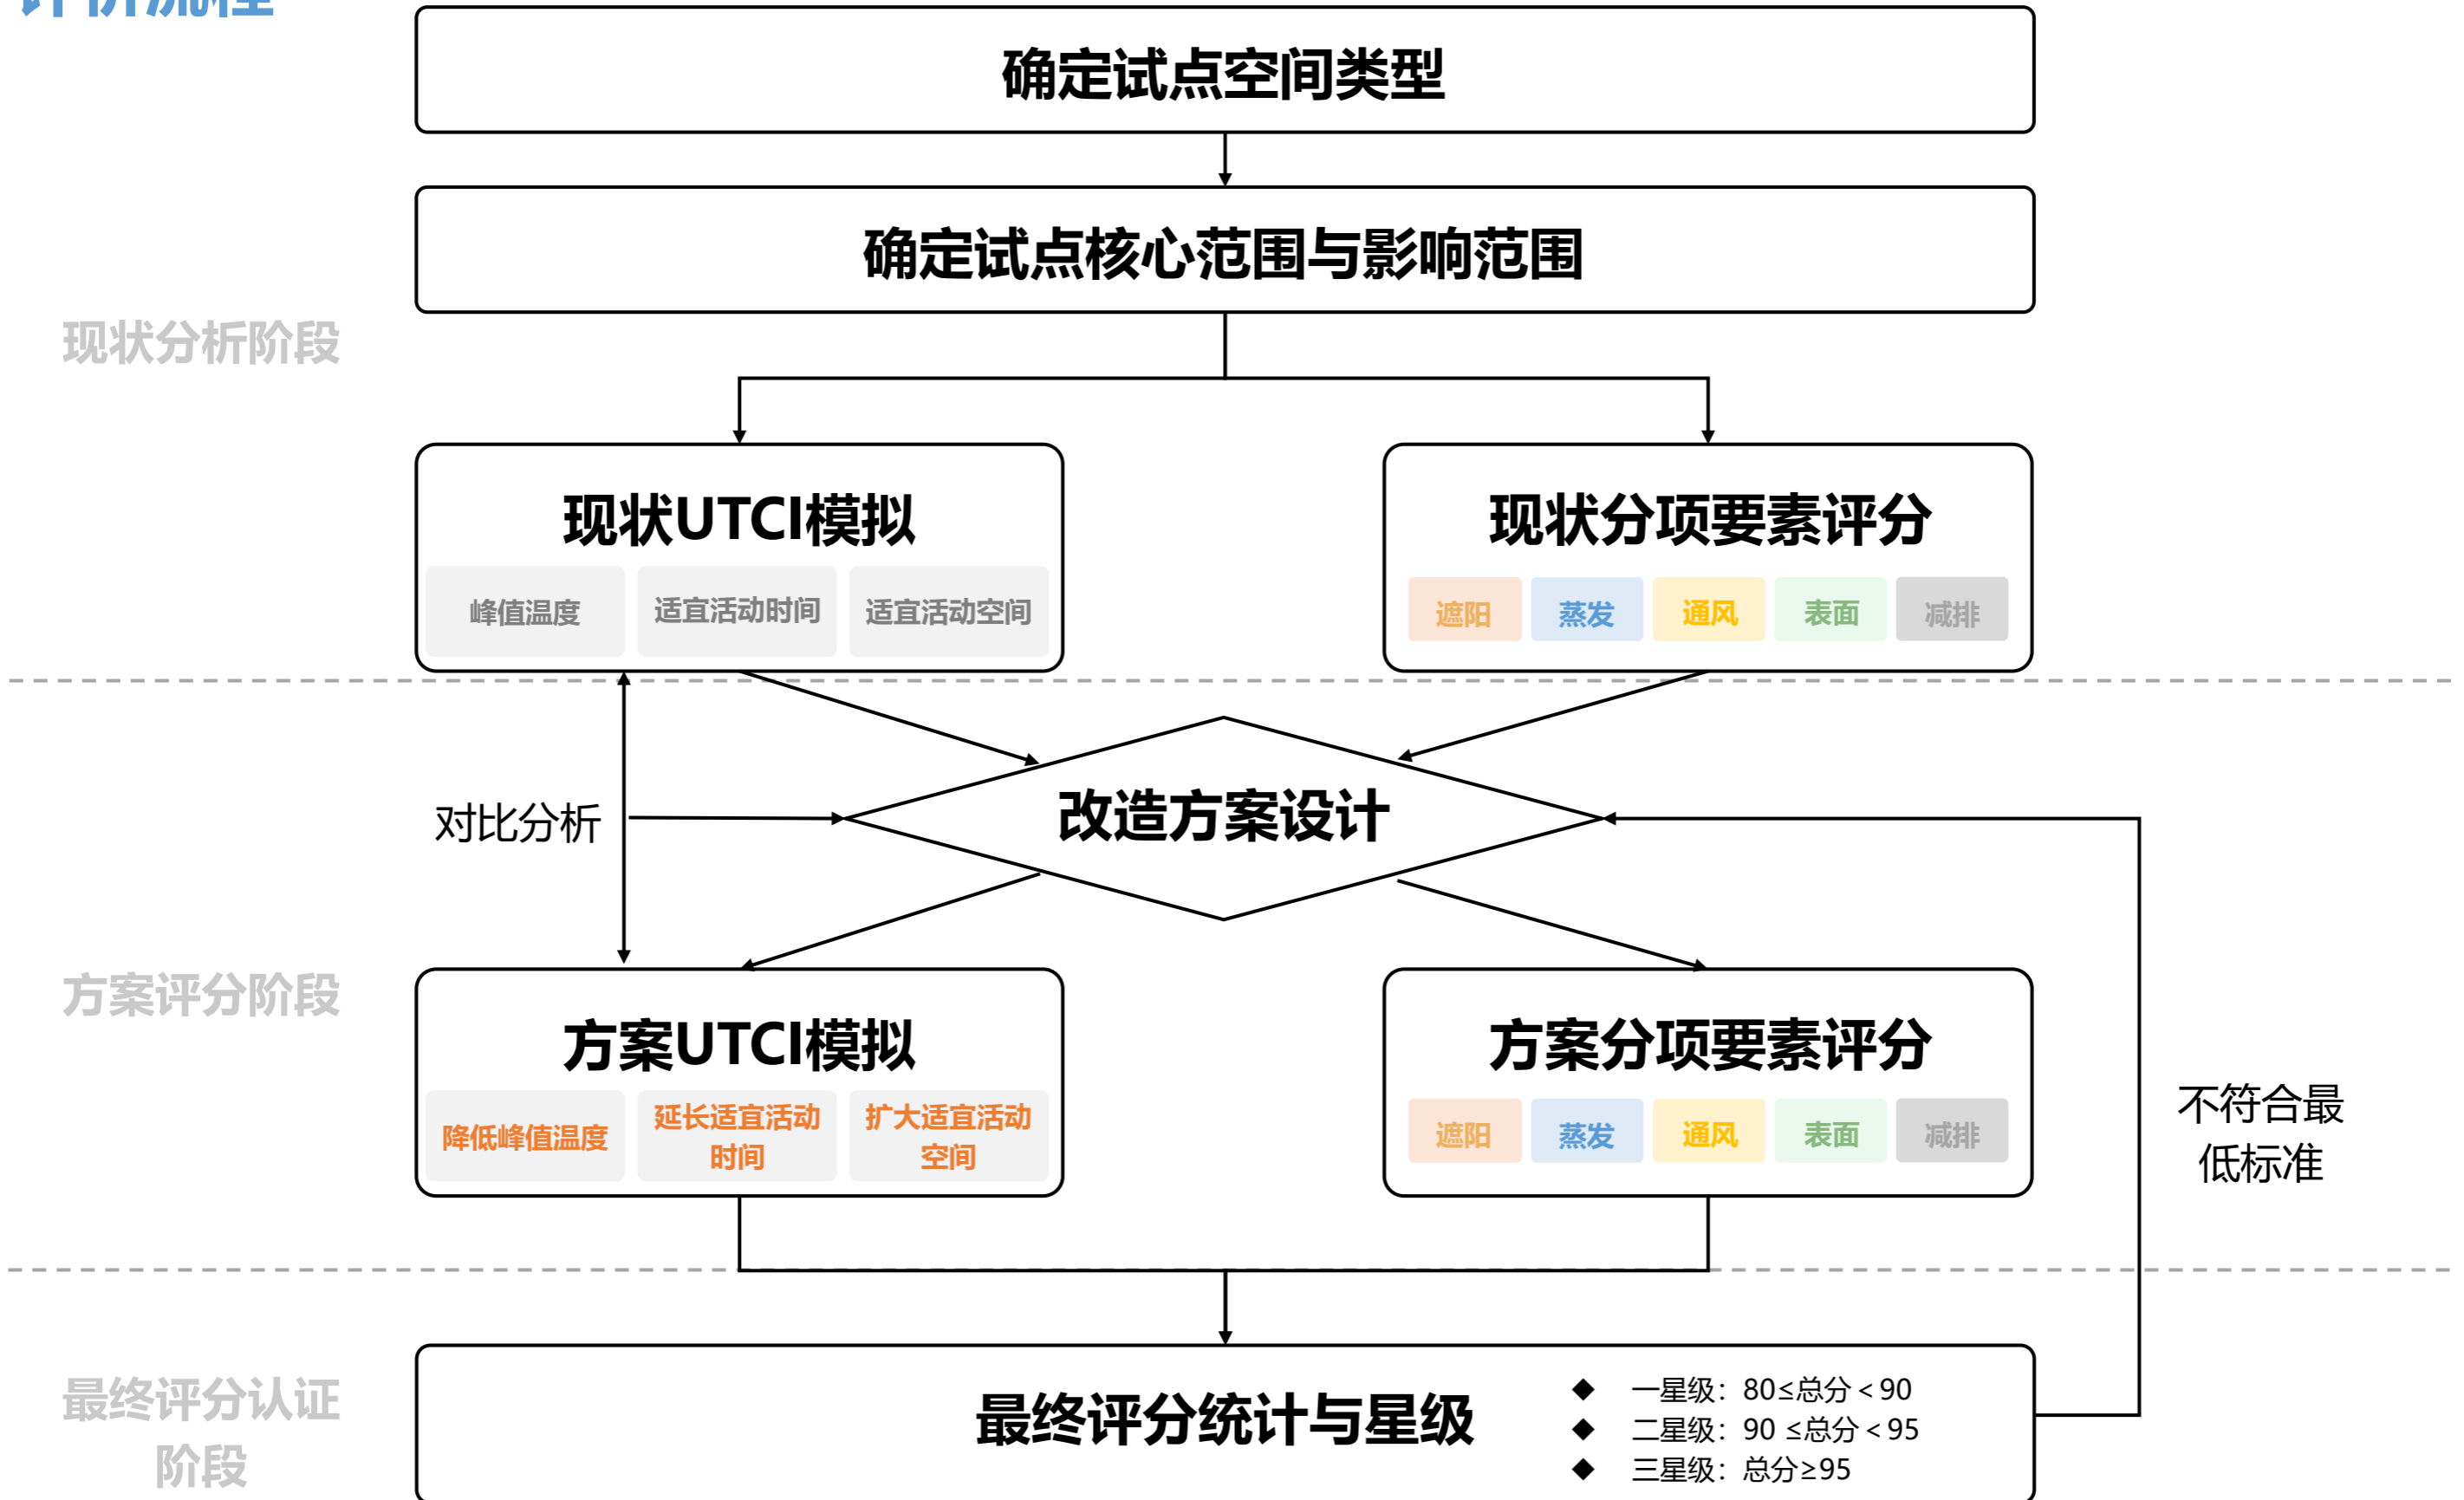 确定试点空间类型
确定试点核心范围与影响范围
现状分析阶段
现状UTCI模拟
峰值温度
适宜活动时间
适宜活动空间
现状分项要素评分
遮阳
蒸发
通风
表面
减排
对比分析
改造方案设计
方案评分阶段
方案UTCI模拟
降低峰值温度
延长适宜活动
时间
扩大适宜活动
空间
方案分项要素评分
遮阳
蒸发
通风
表面
减排
不符合最
低标准
最终评分认证
阶段
最终评分统计与星级
◆ 一星级：80≤总分＜90
◆ 二星级：90 ≤总分＜95
◆ 三星级：总分≥95